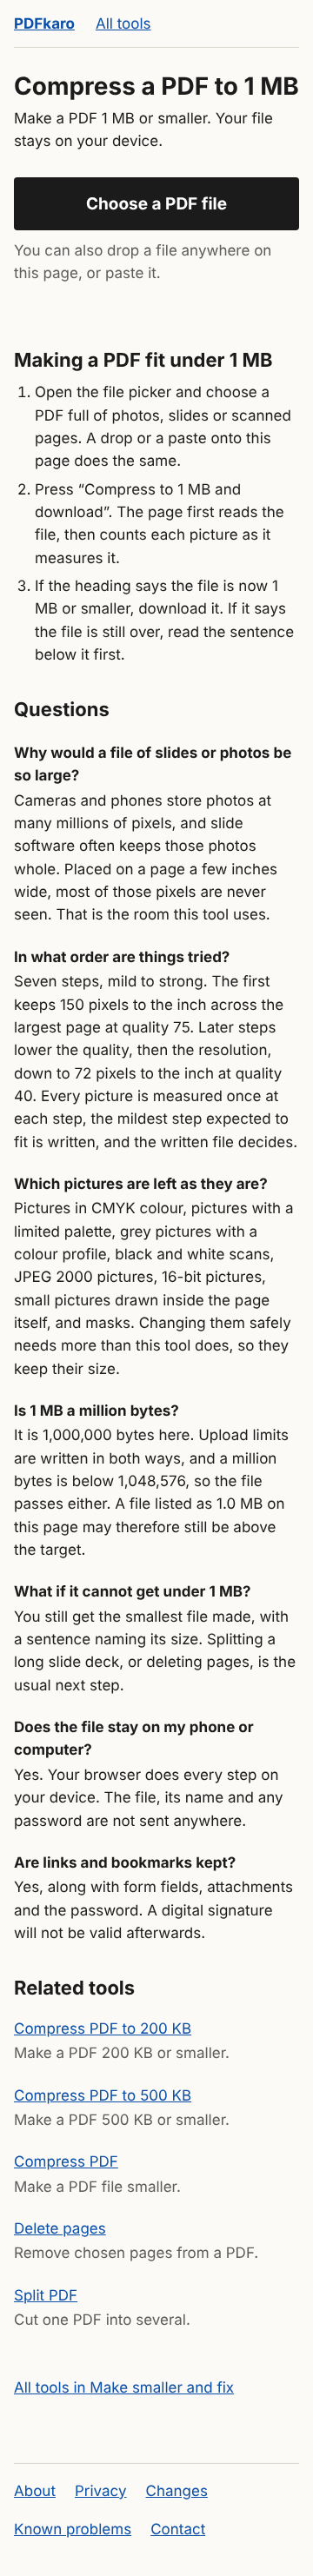 PDFkaro All tools
Compress a PDF to 1 MB
Make a PDF 1 MB or smaller. Your file
stays on your device.
Choose a PDF file
You can also drop a file anywhere on
this page, or paste it.
Making a PDF fit under 1 MB
1. Open the file picker and choose a
PDF full of photos, slides or scanned
pages. A drop or a paste onto this
page does the same.
2. Press “Compress to 1 MB and
download”. The page first reads the
file, then counts each picture as it
measures it.
3. If the heading says the file is now 1
MB or smaller, download it. If it says
the file is still over, read the sentence
below it first.
Questions
Why would a file of slides or photos be
so large?
Cameras and phones store photos at
many millions of pixels, and slide
software often keeps those photos
whole. Placed on a page a few inches
wide, most of those pixels are never
seen. That is the room this tool uses.
In what order are things tried?
Seven steps, mild to strong. The first
keeps 150 pixels to the inch across the
largest page at quality 75. Later steps
lower the quality, then the resolution,
down to 72 pixels to the inch at quality
40. Every picture is measured once at
each step, the mildest step expected to
fit is written, and the written file decides.
Which pictures are left as they are?
Pictures in CMYK colour, pictures with a
limited palette, grey pictures with a
colour profile, black and white scans,
JPEG 2000 pictures, 16-bit pictures,
small pictures drawn inside the page
itself, and masks. Changing them safely
needs more than this tool does, so they
keep their size.
Is 1 MB a million bytes?
It is 1,000,000 bytes here. Upload limits
are written in both ways, and a million
bytes is below 1,048,576, so the file
passes either. A file listed as 1.0 MB on
this page may therefore still be above
the target.
What if it cannot get under 1 MB?
You still get the smallest file made, with
a sentence naming its size. Splitting a
long slide deck, or deleting pages, is the
usual next step.
Does the file stay on my phone or
computer?
Yes. Your browser does every step on
your device. The file, its name and any
password are not sent anywhere.
Are links and bookmarks kept?
Yes, along with form fields, attachments
and the password. A digital signature
will not be valid afterwards.
Related tools
Compress PDF to 200 KB
Make a PDF 200 KB or smaller.
Compress PDF to 500 KB
Make a PDF 500 KB or smaller.
Compress PDF
Make a PDF file smaller.
Delete pages
Remove chosen pages from a PDF.
Split PDF
Cut one PDF into several.
All tools in Make smaller and fix
About Privacy Changes
Known problems Contact